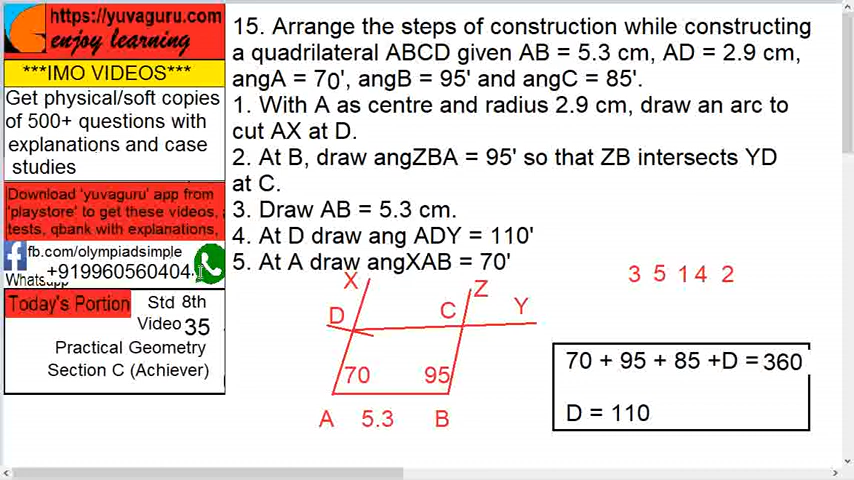 https://yuvaguru.com
enjoy learning
***IMO VIDEOS***
Get physical/soft copies
of 500+ questions with
explanations and case
studies
Download 'yuvaguru' app from
'playstore' to get these videos,
tests, qbank with explanations,
fb.com/olympiadsimple
+919960560404
Whatsapp
Today's Portion
Std 8th
Video 35
Practical Geometry
Section C (Achiever)
15. Arrange the steps of construction while constructing
a quadrilateral ABCD given AB = 5.3 cm, AD = 2.9 cm,
angA = 70', angB = 95' and angC = 85'.
1. With A as centre and radius 2.9 cm, draw an arc to
cut AX at D.
2. At B, draw angZBA = 95' so that ZB intersects YD
at C.
3. Draw AB = 5.3 cm.
4. At D draw ang ADY = 110'
5. At A draw angXAB = 70'
3 5 1 4 2
X
Z
D
C
Y
70
95
A 5.3 B
70 + 95 + 85 +D = 360
D = 110